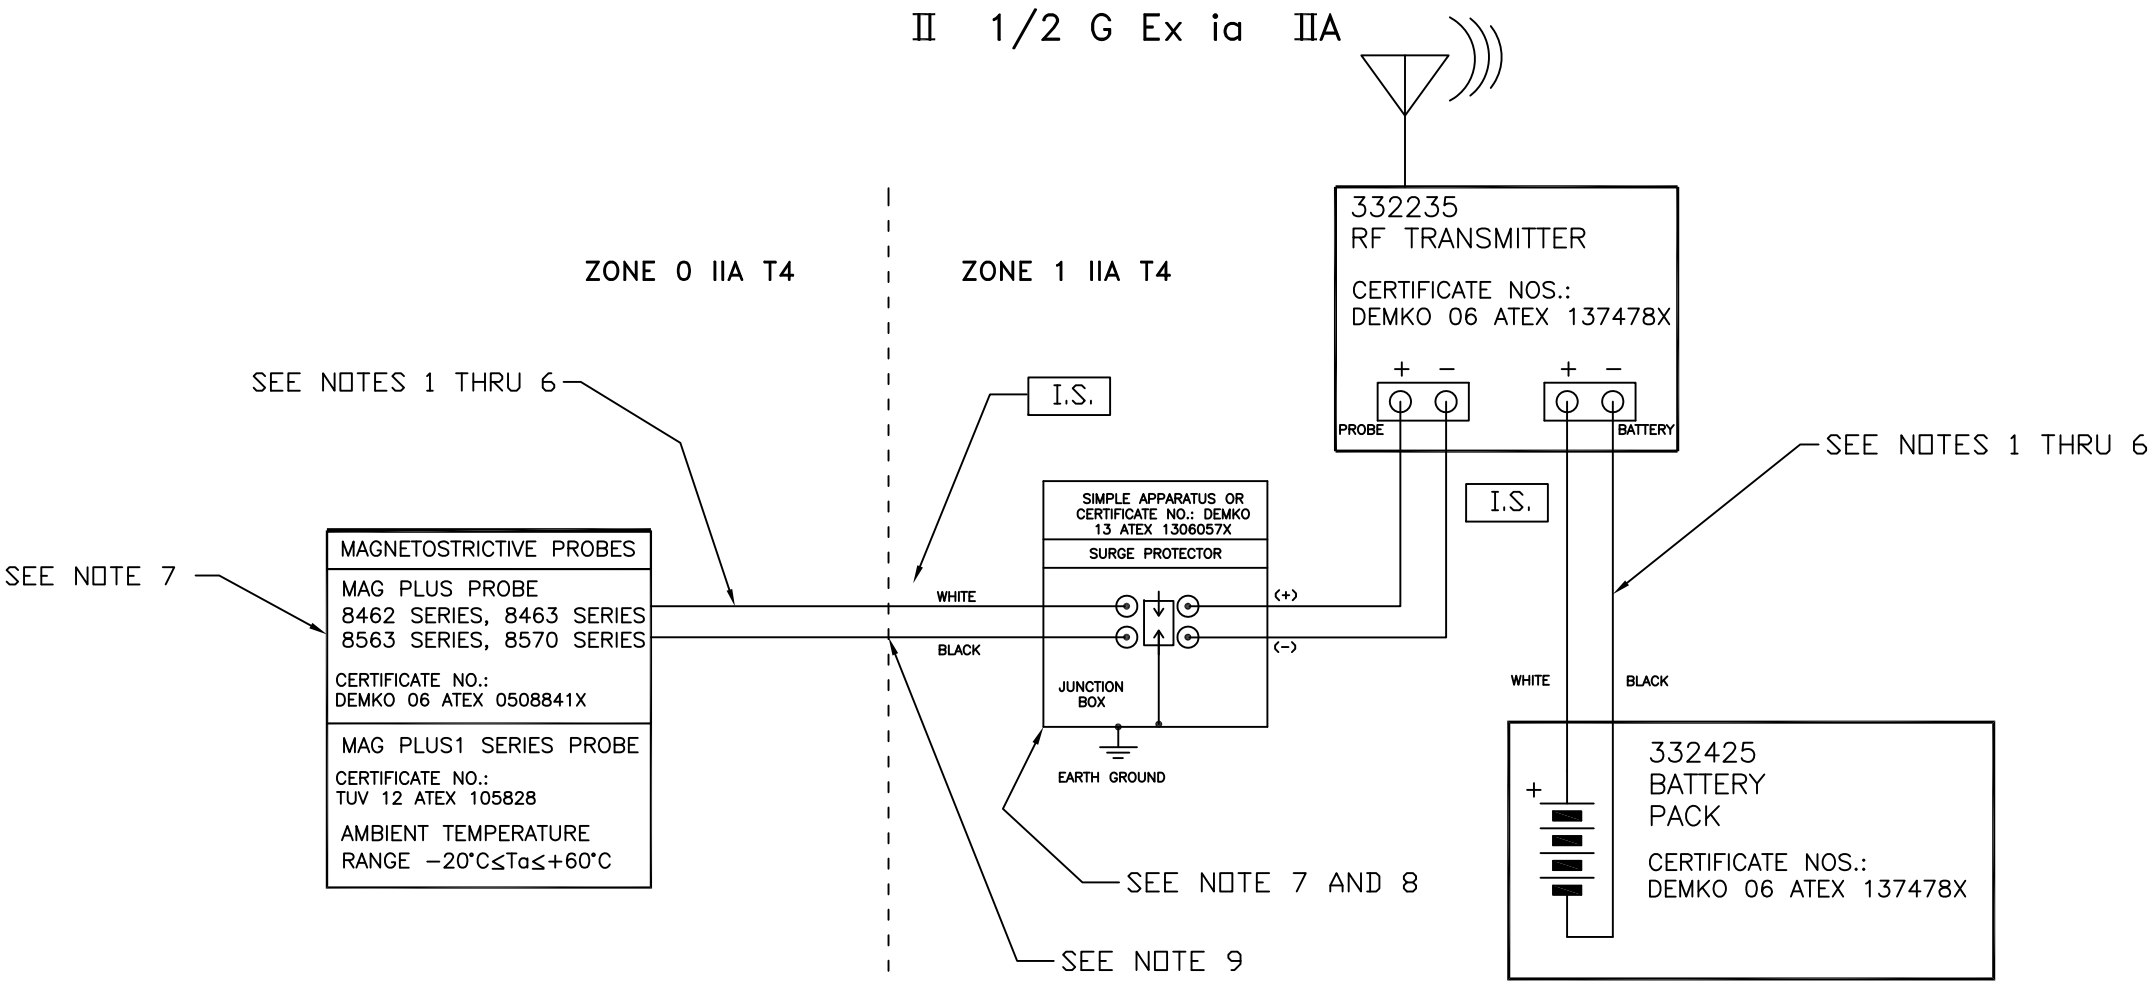 II 1/2 G Ex ia IIA
332235
RF TRANSMITTER
CERTIFICATE NOS.:
DEMKO 06 ATEX 137478X
+ − + −
PROBE BATTERY
ZONE 0 IIA T4
ZONE 1 IIA T4
SEE NOTES 1 THRU 6
I.S.
SEE NOTES 1 THRU 6
I.S.
SIMPLE APPARATUS OR
CERTIFICATE NO.: DEMKO
13 ATEX 1306057X
SURGE PROTECTOR
WHITE
(+)
BLACK
(−)
JUNCTION
BOX
EARTH GROUND
SEE NOTE 7
MAGNETOSTRICTIVE PROBES
MAG PLUS PROBE
8462 SERIES, 8463 SERIES
8563 SERIES, 8570 SERIES
CERTIFICATE NO.:
DEMKO 06 ATEX 0508841X
MAG PLUS1 SERIES PROBE
CERTIFICATE NO.:
TUV 12 ATEX 105828
AMBIENT TEMPERATURE
RANGE −20°C≤Ta≤+60°C
WHITE
BLACK
332425
BATTERY
PACK
+
CERTIFICATE NOS.:
DEMKO 06 ATEX 137478X
SEE NOTE 7 AND 8
SEE NOTE 9